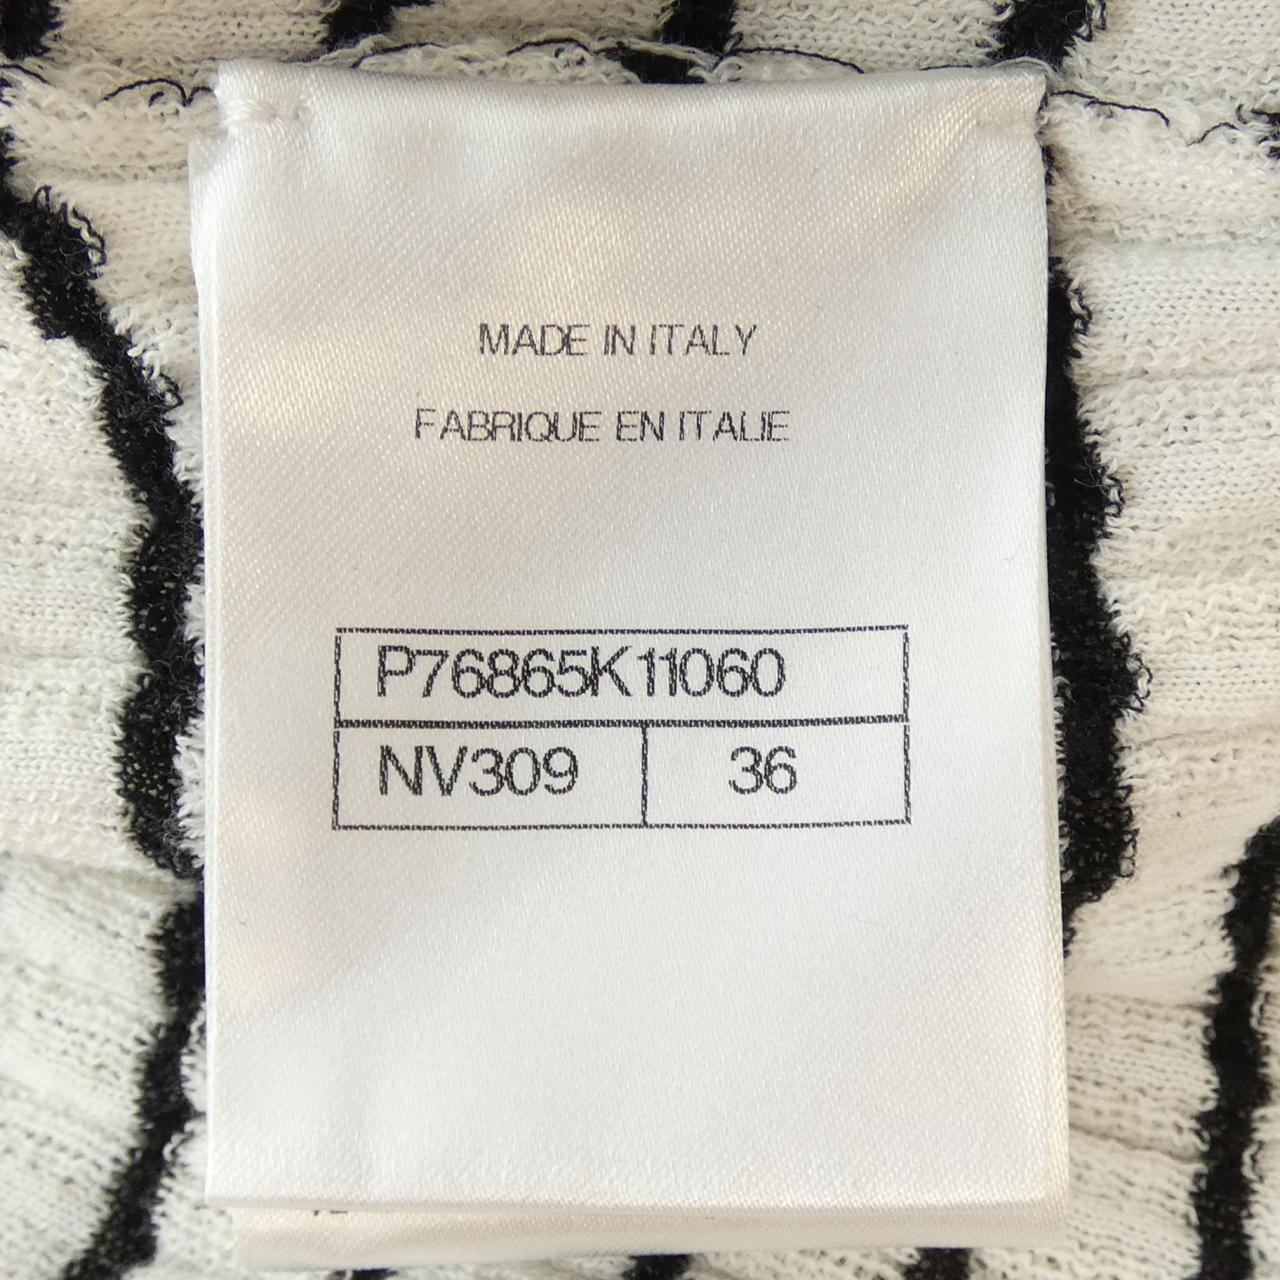 MADE IN ITALY
FABRIQUE EN ITALIE
P76865K11060
NV309 36